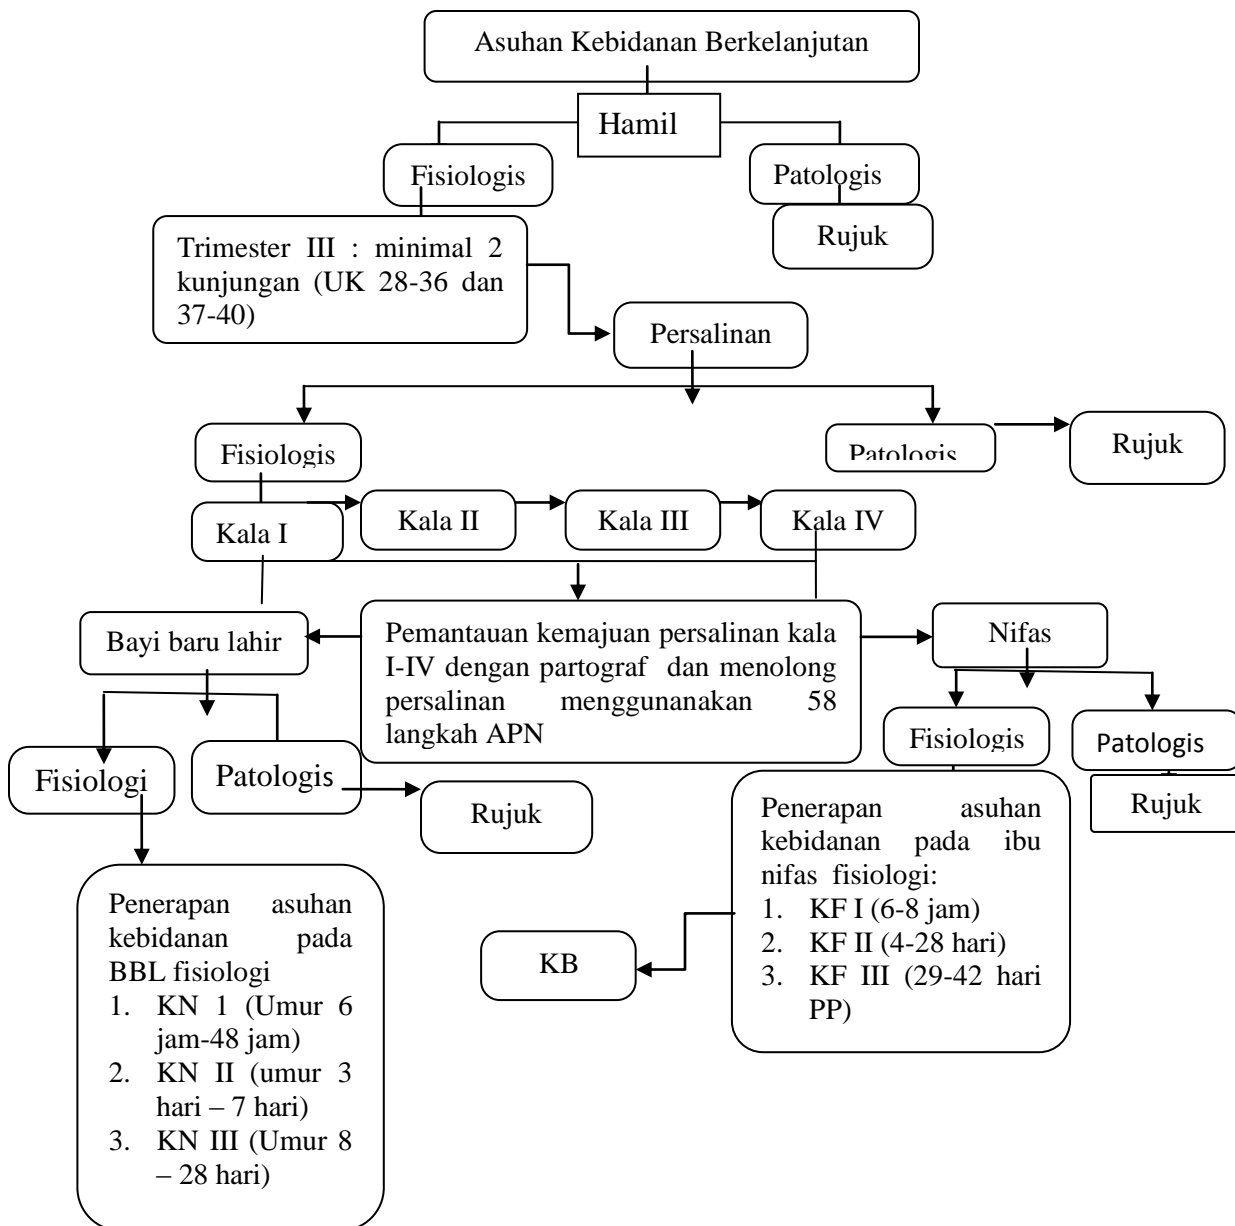 Asuhan Kebidanan Berkelanjutan
Hamil
Fisiologis
Patologis
Rujuk
Trimester III : minimal 2
kunjungan (UK 28-36 dan
37-40)
Persalinan
Fisiologis
Patologis
Rujuk
Kala I
Kala II
Kala III
Kala IV
Bayi baru lahir
Pemantauan kemajuan persalinan kala
I-IV dengan partograf dan menolong
persalinan menggunanakan 58
langkah APN
Nifas
Fisiologis
Patologis
Fisiologi
Patologis
Rujuk
Rujuk
Penerapan asuhan
kebidanan pada ibu
nifas fisiologi:
1. KF I (6-8 jam)
2. KF II (4-28 hari)
3. KF III (29-42 hari
PP)
KB
Penerapan asuhan
kebidanan pada
BBL fisiologi
1. KN 1 (Umur 6
jam-48 jam)
2. KN II (umur 3
hari – 7 hari)
3. KN III (Umur 8
– 28 hari)